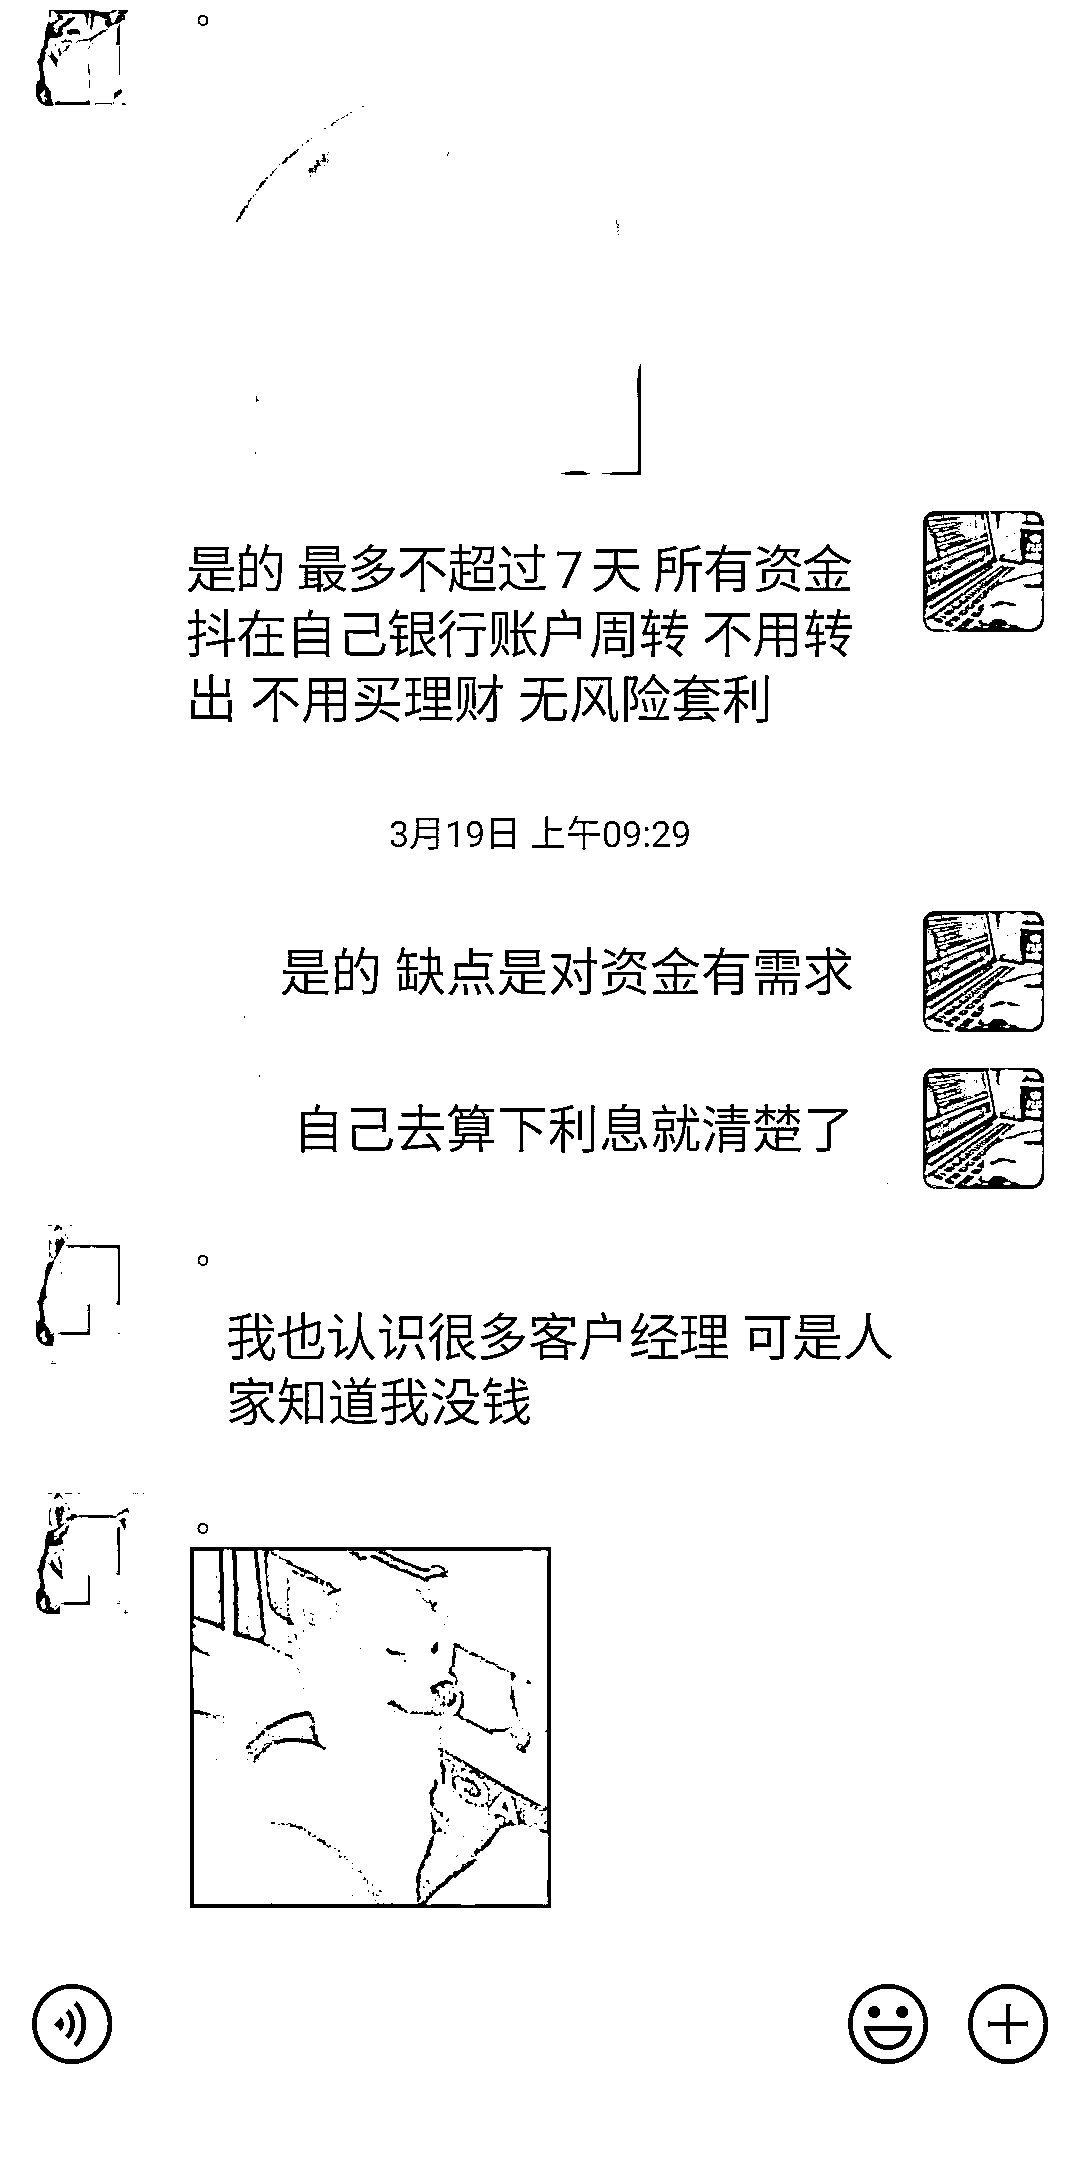 。
是的 最多不超过7天 所有资金
抖在自己银行账户周转 不用转
出 不用买理财 无风险套利
3月19日 上午09:29
是的 缺点是对资金有需求
自己去算下利息就清楚了
。
我也认识很多客户经理 可是人
家知道我没钱
。